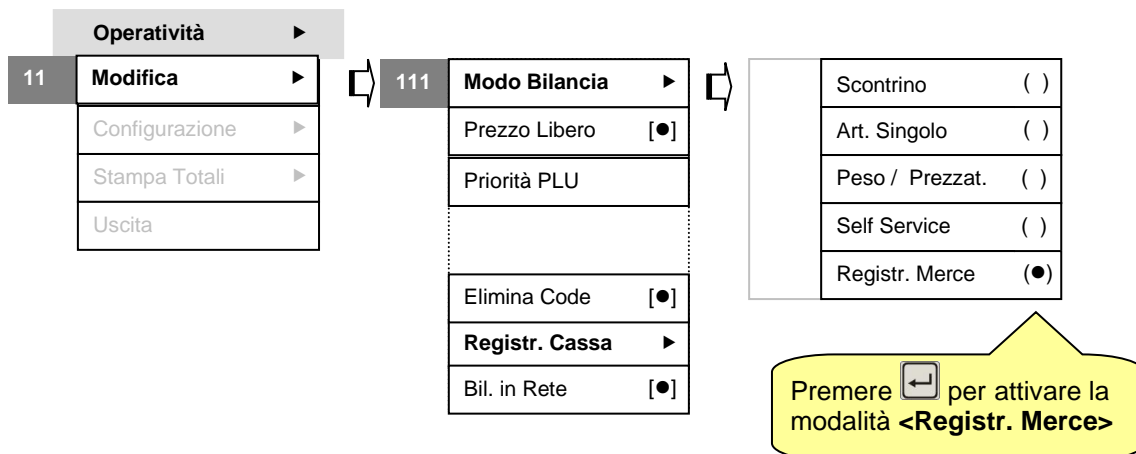 Operatività ►
11 Modifica ►
Configurazione ►
Stampa Totali ►
Uscita
111 Modo Bilancia ►
Prezzo Libero [●]
Priorità PLU
Elimina Code [●]
Registr. Cassa ►
Bil. in Rete [●]
Scontrino ( )
Art. Singolo ( )
Peso / Prezzat. ( )
Self Service ( )
Registr. Merce (●)
Premere ↵ per attivare la
modalità <Registr. Merce>